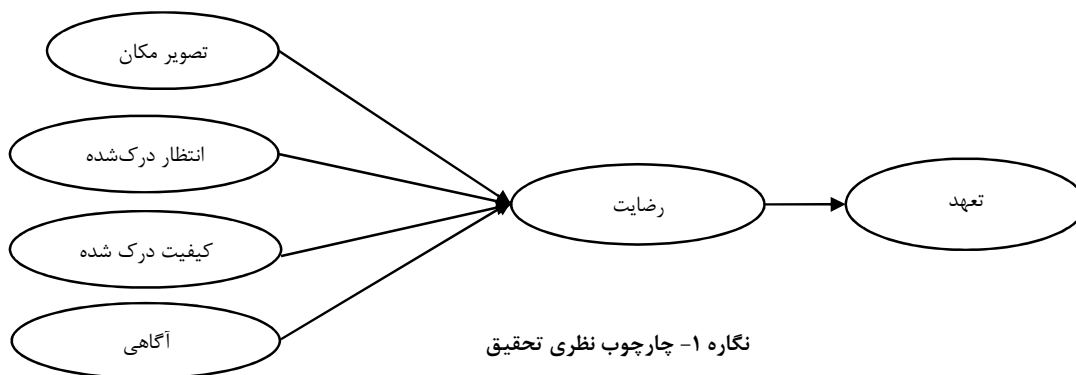 تصویر مکان
انتظار درک‌شده
کیفیت درک شده
آگاهی
رضایت
تعهد
نگاره ۱- چارچوب نظری تحقیق